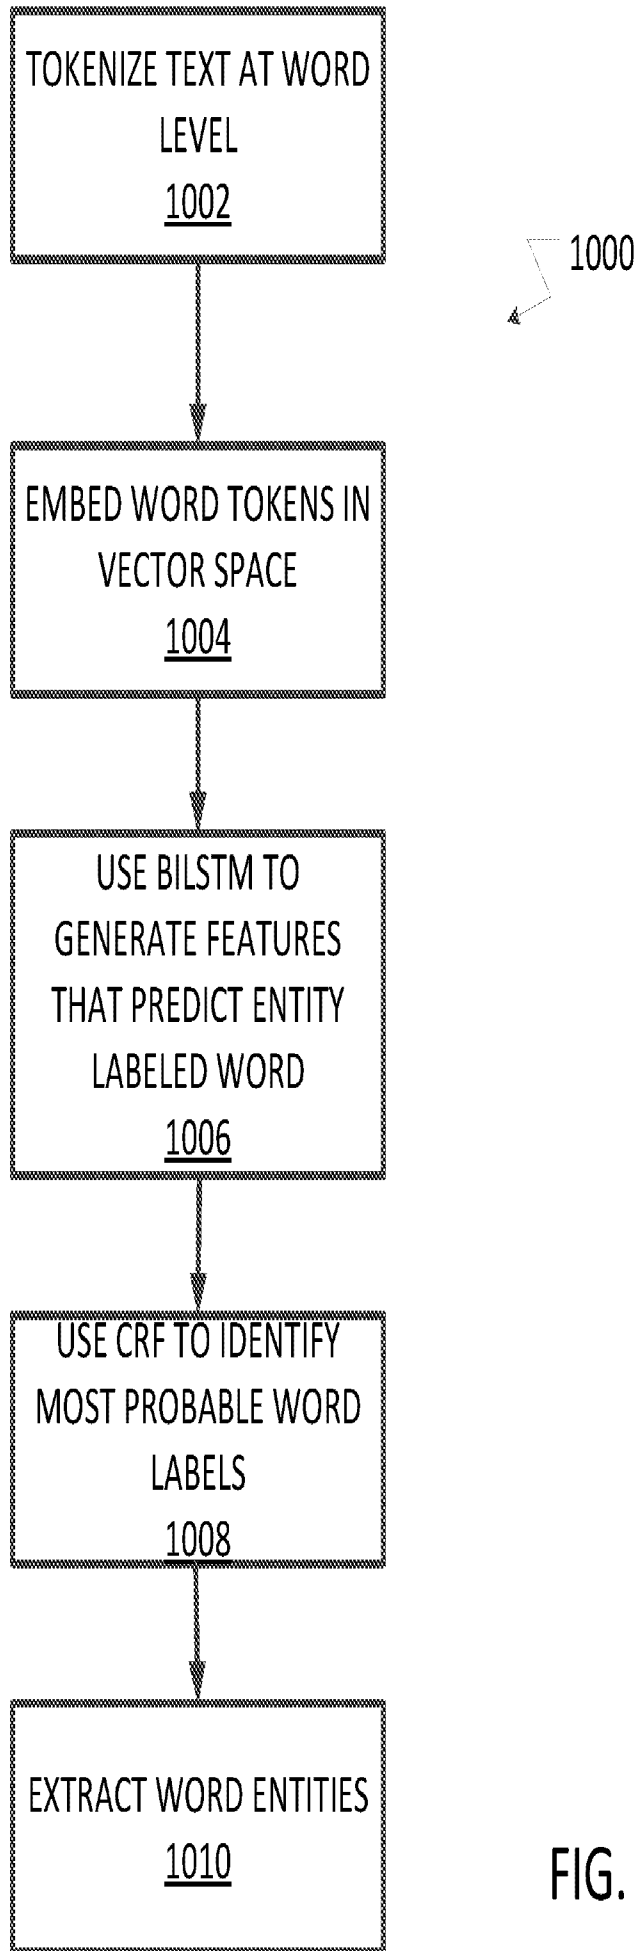 TOKENIZE TEXT AT WORD
LEVEL
1002
1000
EMBED WORD TOKENS IN
VECTOR SPACE
1004
USE BILSTM TO
GENERATE FEATURES
THAT PREDICT ENTITY
LABELED WORD
1006
USE CRF TO IDENTIFY
MOST PROBABLE WORD
LABELS
1008
EXTRACT WORD ENTITIES
1010
FIG.